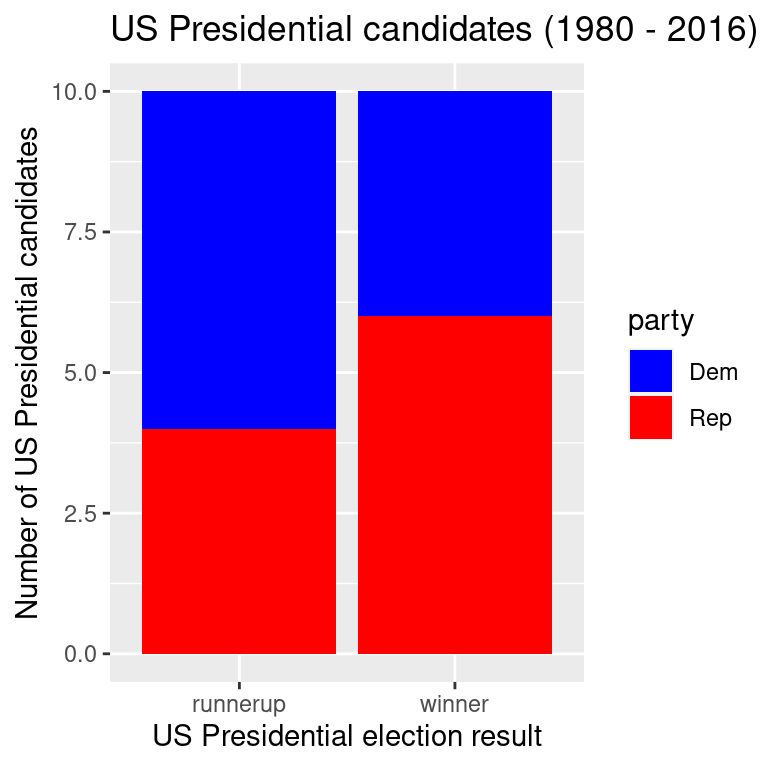 US Presidential candidates (1980 - 2016)
Number of US Presidential candidates
10.0
7.5
5.0
2.5
0.0
runnerup
winner
US Presidential election result
party
Dem
Rep